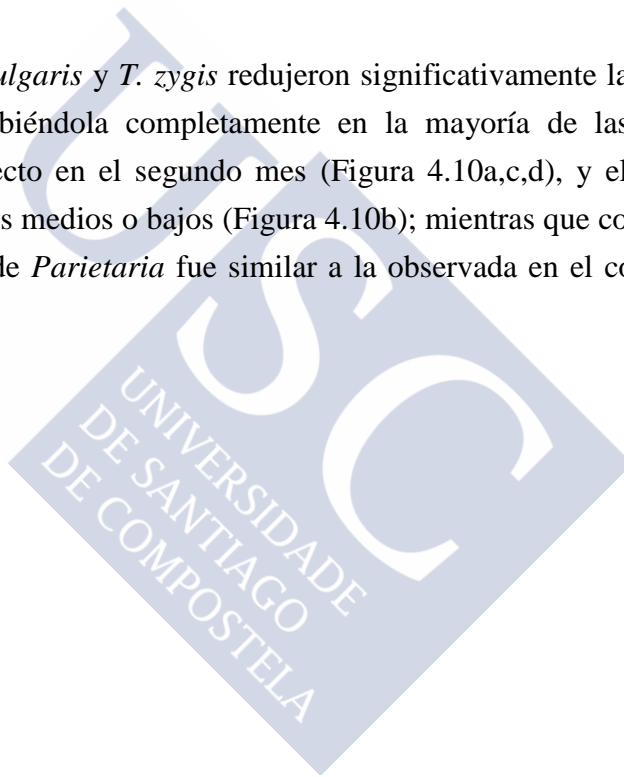 ulgaris y T. zygis redujeron significativamente la
biéndola completamente en la mayoría de las
ecto en el segundo mes (Figura 4.10a,c,d), y el
s medios o bajos (Figura 4.10b); mientras que co
de Parietaria fue similar a la observada en el co
USC
UNIVERSIDADE
DE SANTIAGO
DE COMPOSTELA